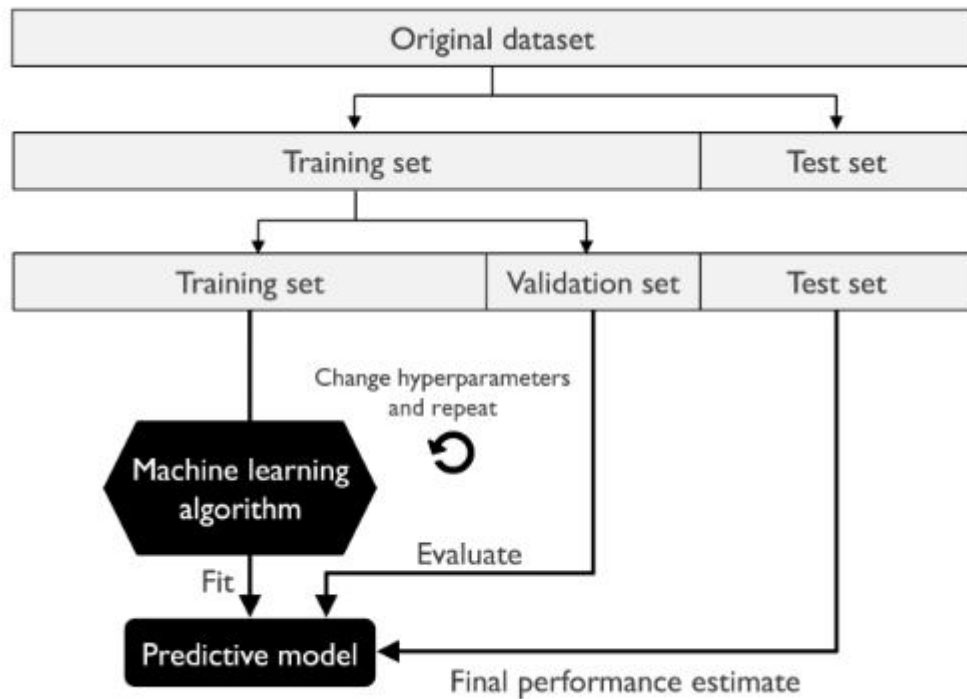 Original dataset
Training set
Test set
Training set
Validation set
Test set
Change hyperparameters
and repeat
Machine learning
algorithm
Evaluate
Fit
Predictive model
Final performance estimate